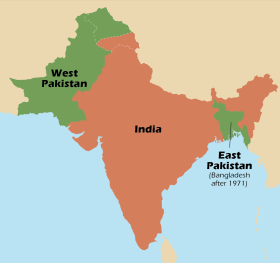 West
Pakistan
India
East
Pakistan
(Bangladesh
after 1971)